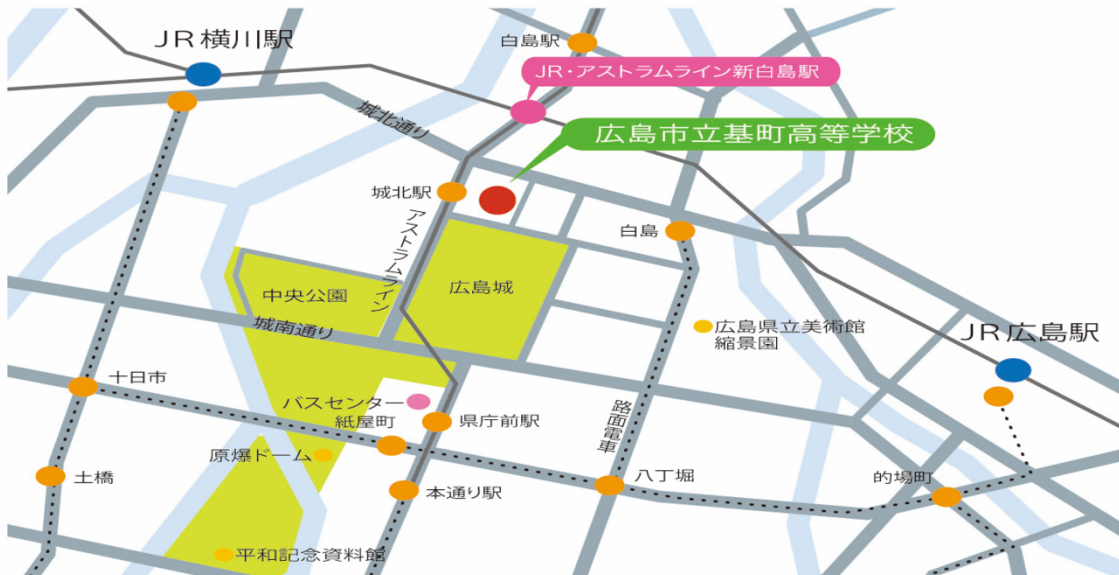 JR横川駅
白島駅
JR・アストラムライン新白島駅
城北通り
広島市立基町高等学校
城北駅
アストラムライン
白島
中央公園
広島城
城南通り
広島県立美術館
縮景園
JR広島駅
十日市
バスセンター
紙屋町
県庁前駅
路面電車
原爆ドーム
土橋
本通り駅
八丁堀
的場町
平和記念資料館